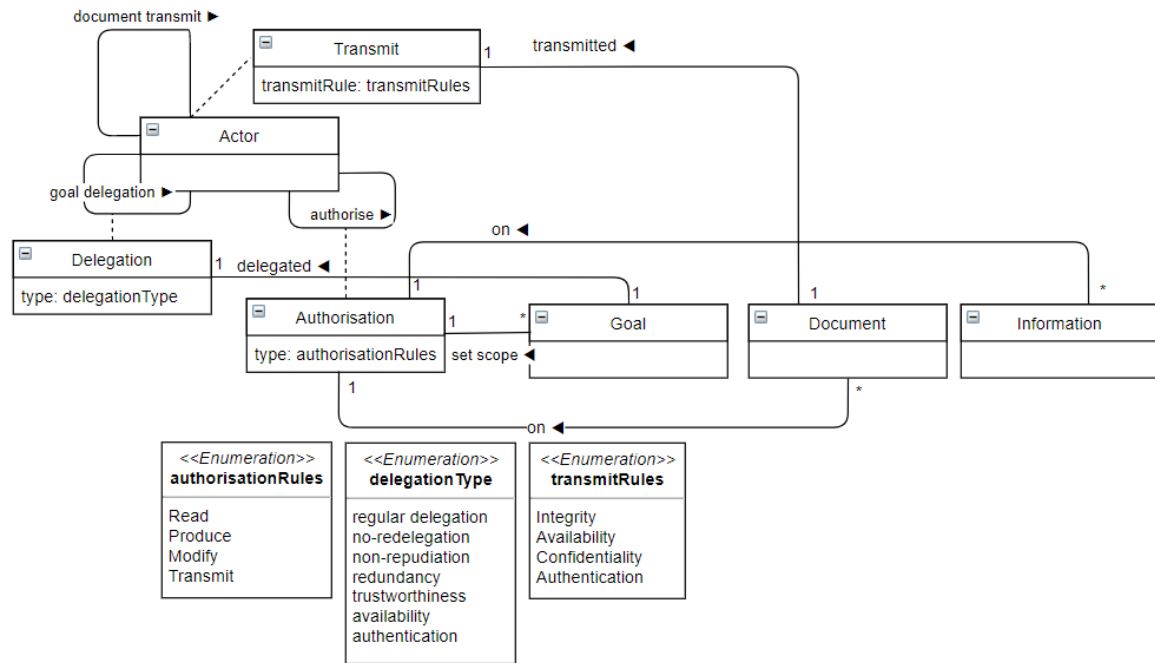 document transmit ►
Transmit
1
transmitted ◄
transmitRule: transmitRules
Actor
goal delegation ►
authorise ►
on ◄
Delegation
1
delegated ◄
type: delegationType
1
1
1
*
Authorisation
1
*
Goal
Document
Information
type: authorisationRules
set scope ◄
1
*
on ◄
<<Enumeration>>
authorisationRules
Read
Produce
Modify
Transmit
<<Enumeration>>
delegationType
regular delegation
no-redelegation
non-repudiation
redundancy
trustworthiness
availability
authentication
<<Enumeration>>
transmitRules
Integrity
Availability
Confidentiality
Authentication